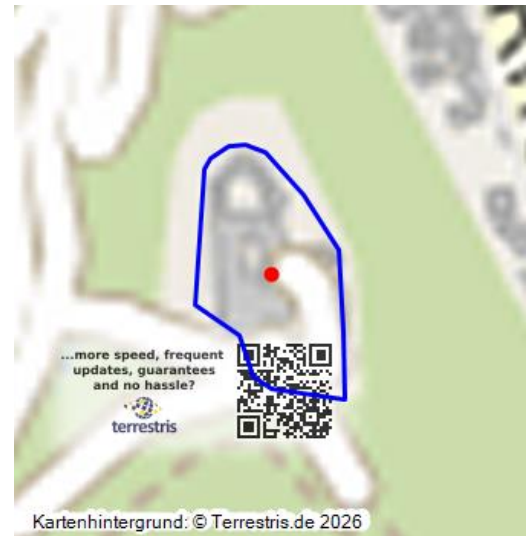 ...more speed, frequent
updates, guarantees
and no hassle?
terrestris
Kartenhintergrund: © Terrestris.de 2026